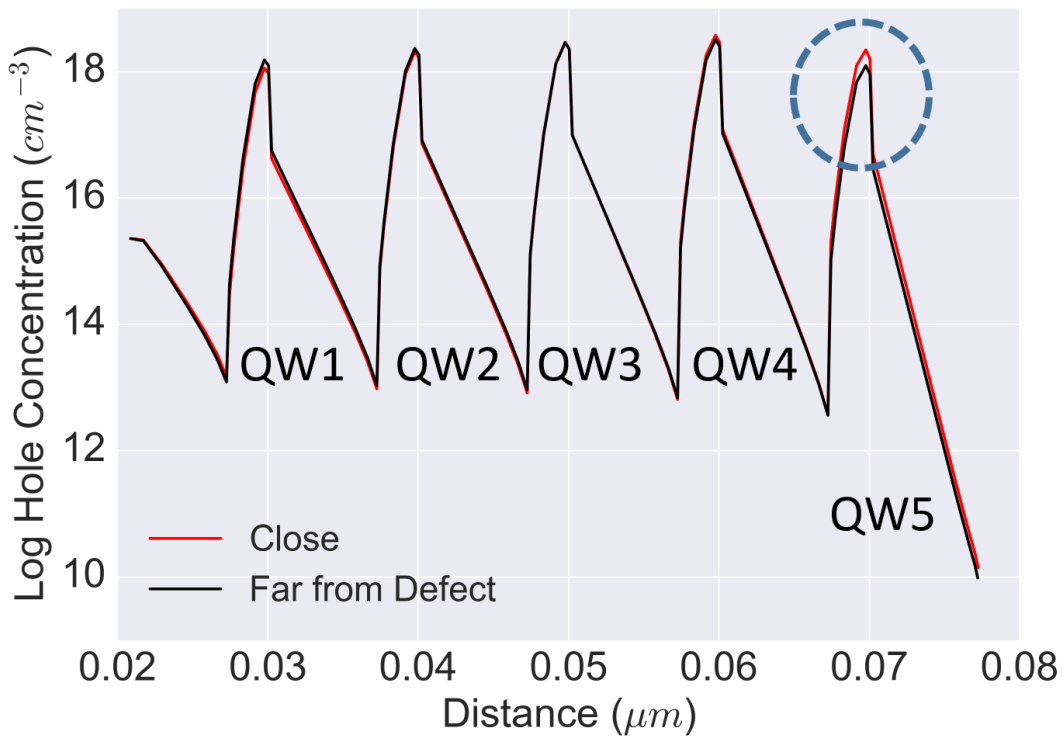 Log Hole Concentration (cm⁻³)
18
16
14
12
10
QW1
QW2
QW3
QW4
QW5
Close
Far from Defect
0.02
0.03
0.04
0.05
0.06
0.07
0.08
Distance (μm)